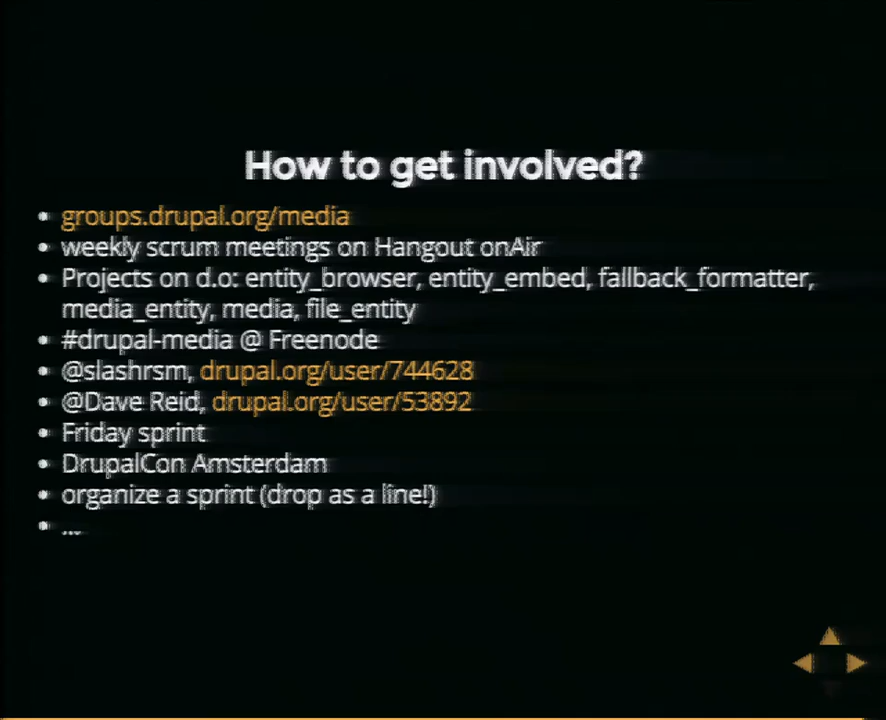 How to get involved?
• groups.drupal.org/media
• weekly scrum meetings on Hangout onAir
• Projects on d.o: entity_browser, entity_embed, fallback_formatter,
media_entity, media, file_entity
• #drupal-media @ Freenode
• @slashrsm, drupal.org/user/744628
• @Dave Reid, drupal.org/user/53892
• Friday sprint
• DrupalCon Amsterdam
• organize a sprint (drop as a line!)
• ...